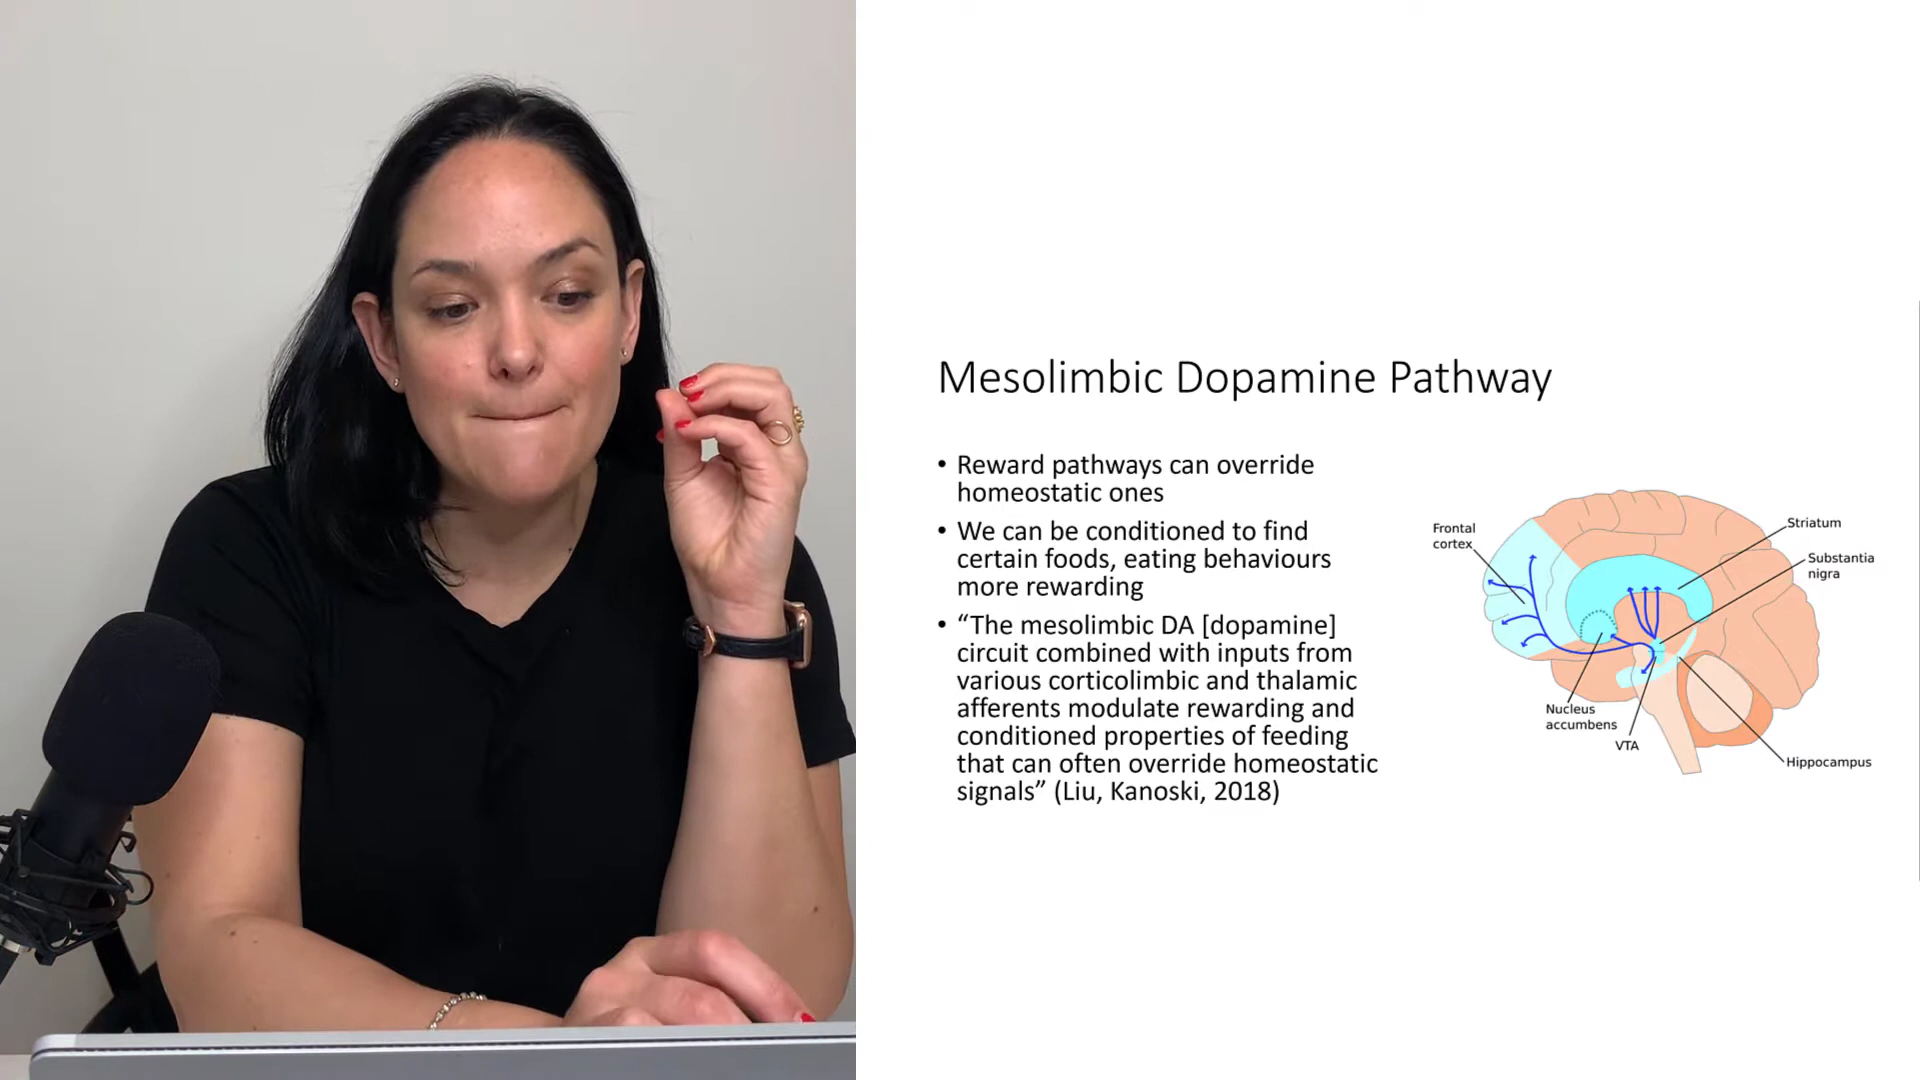 Mesolimbic Dopamine Pathway
• Reward pathways can override
homeostatic ones
• We can be conditioned to find
certain foods, eating behaviours
more rewarding
• “The mesolimbic DA [dopamine]
circuit combined with inputs from
various corticolimbic and thalamic
afferents modulate rewarding and
conditioned properties of feeding
that can often override homeostatic
signals” (Liu, Kanoski, 2018)
Frontal
cortex
Striatum
Substantia
nigra
Nucleus
accumbens
VTA
Hippocampus